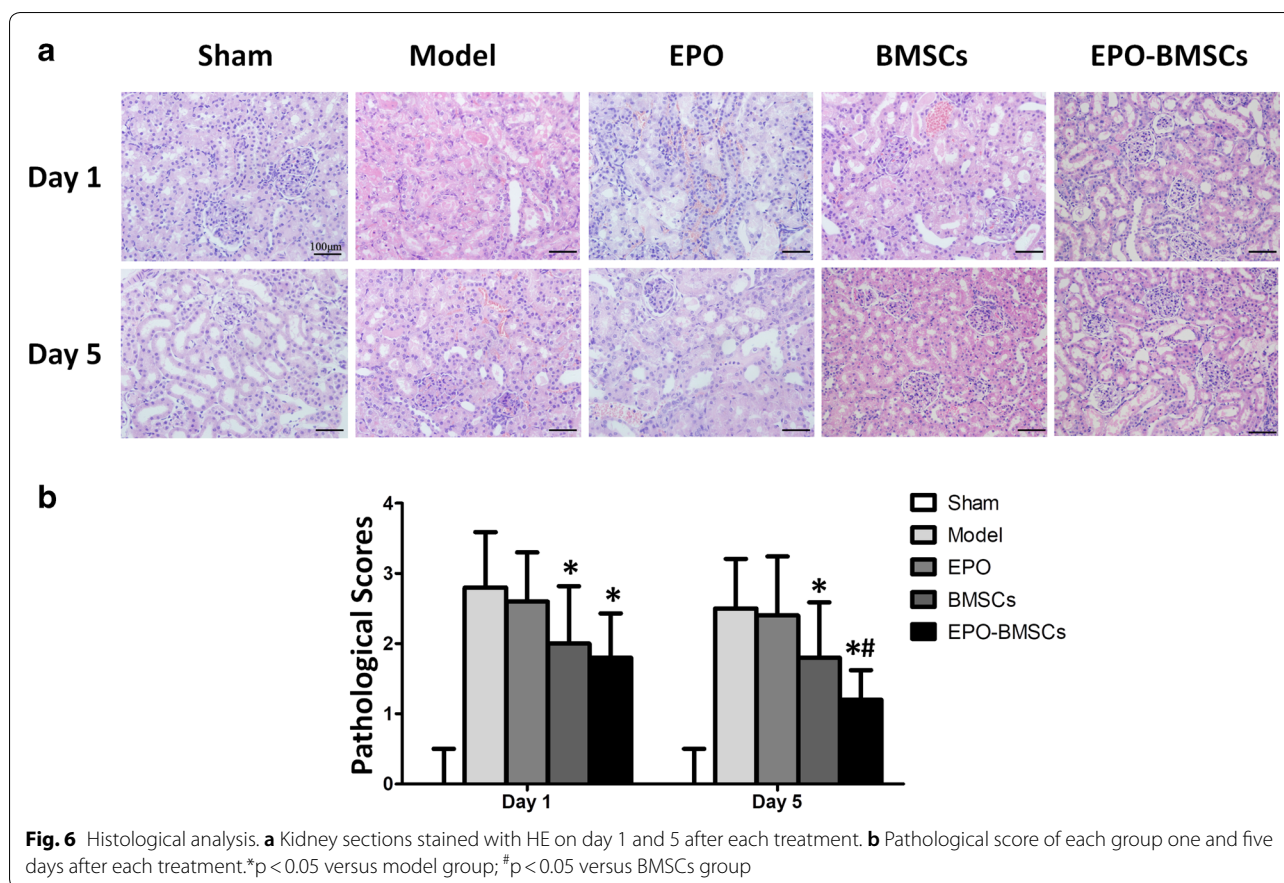 a
Sham Model EPO BMSCs EPO-BMSCs
Day 1
100μm
Day 5
b
Pathological Scores
4
3
2
1
0
* * * *#
Day 1 Day 5
Sham
Model
EPO
BMSCs
EPO-BMSCs
Fig. 6 Histological analysis. a Kidney sections stained with HE on day 1 and 5 after each treatment. b Pathological score of each group one and five
days after each treatment.*p < 0.05 versus model group; #p < 0.05 versus BMSCs group